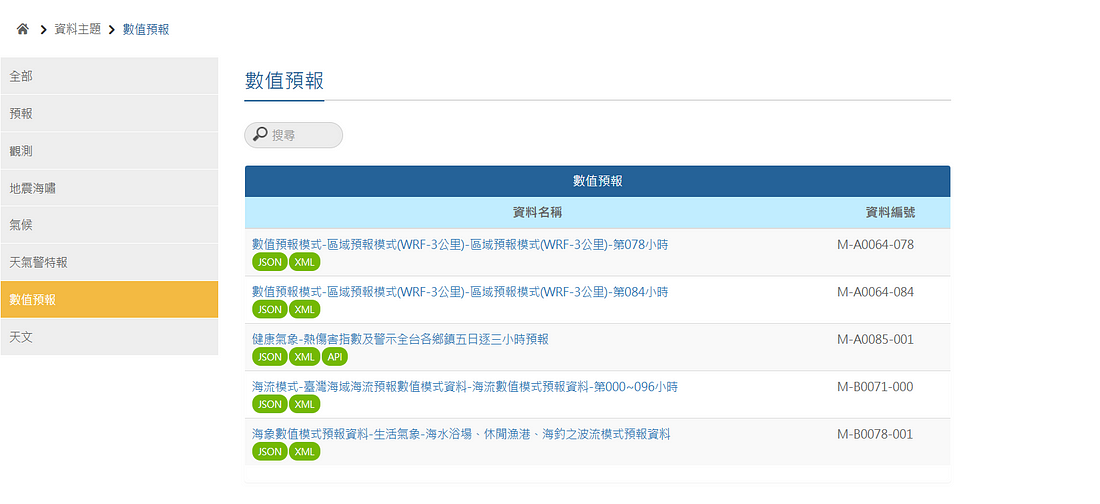 資料主題 數值預報
全部
預報
觀測
地震海嘯
氣候
天氣警特報
數值預報
天文
數值預報
搜尋
數值預報
資料名稱 資料編號
數值預報模式-區域預報模式(WRF-3公里)-區域預報模式(WRF-3公里)-第078小時 M-A0064-078
JSON XML
數值預報模式-區域預報模式(WRF-3公里)-區域預報模式(WRF-3公里)-第084小時 M-A0064-084
JSON XML
健康氣象-熱傷害指數及警示全台各鄉鎮五日逐三小時預報 M-A0085-001
JSON XML API
海流模式-臺灣海域海流預報數值模式資料-海流數值模式預報資料-第000~096小時 M-B0071-000
JSON XML
海象數值模式預報資料-生活氣象-海水浴場、休閒漁港、海釣之波流模式預報資料 M-B0078-001
JSON XML